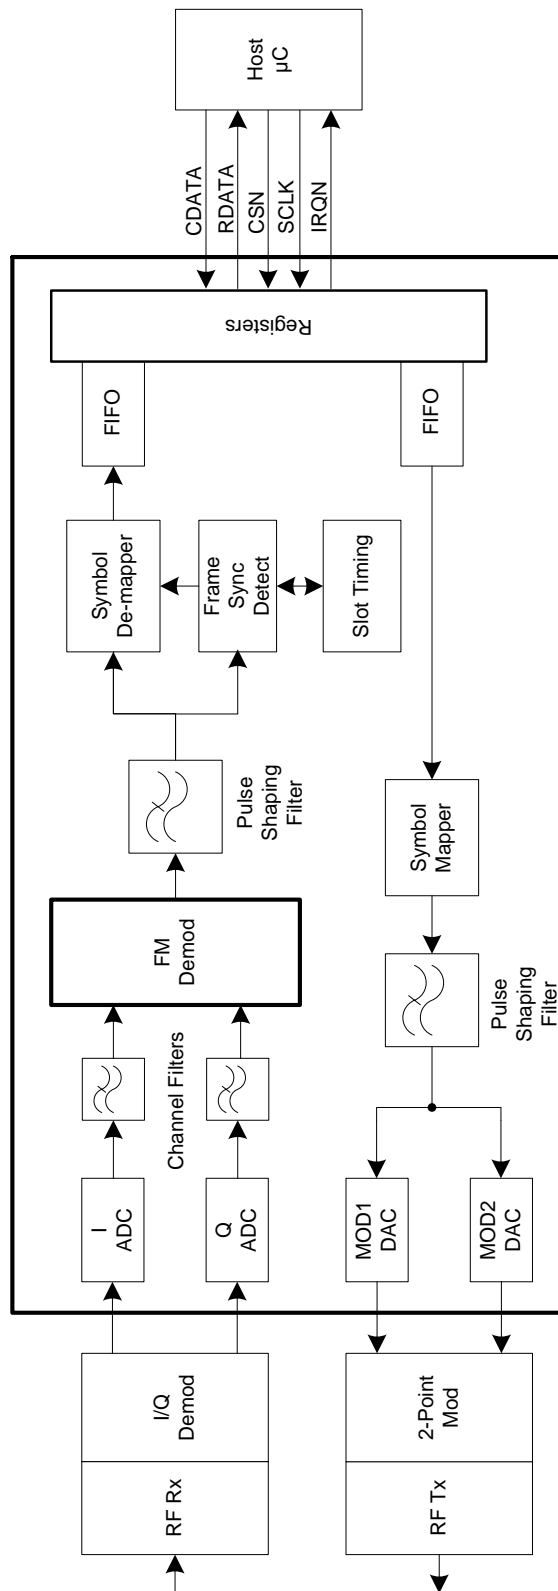 RF Rx
I/Q
Demod
I
ADC
Q
ADC
Channel Filters
FM
Demod
Pulse
Shaping
Filter
Symbol
De-mapper
Frame
Sync
Detect
Slot Timing
FIFO
Registers
CDATA
RDATA
CSN
SCLK
IRQN
Host
µC
RF Tx
2-Point
Mod
MOD1
DAC
MOD2
DAC
Pulse
Shaping
Filter
Symbol
Mapper
FIFO